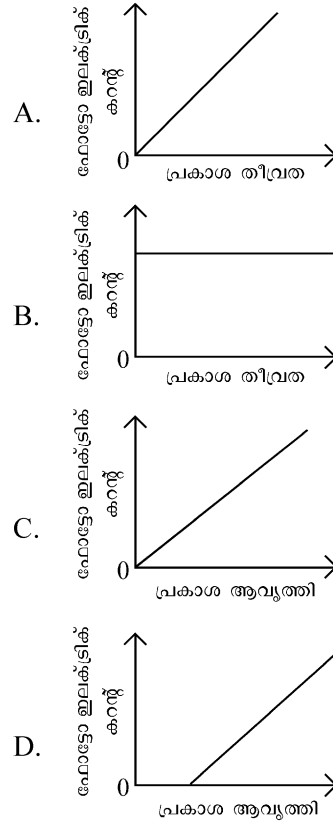 A.
ഫോട്ടോ ഇലക്ട്രിക്
കറന്റ്
0
പ്രകാശ തീവ്രത
B.
ഫോട്ടോ ഇലക്ട്രിക്
കറന്റ്
0
പ്രകാശ തീവ്രത
C.
ഫോട്ടോ ഇലക്ട്രിക്
കറന്റ്
0
പ്രകാശ ആവൃത്തി
D.
ഫോട്ടോ ഇലക്ട്രിക്
കറന്റ്
0
പ്രകാശ ആവൃത്തി